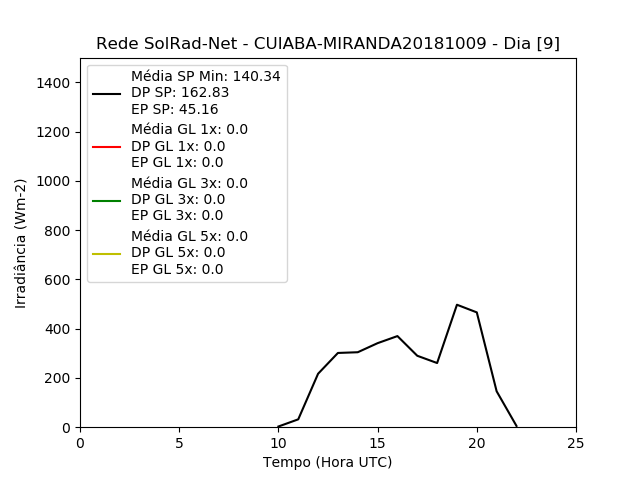 Rede SolRad-Net - CUIABA-MIRANDA20181009 - Dia [9]
Média SP Min: 140.34
DP SP: 162.83
EP SP: 45.16
Média GL 1x: 0.0
DP GL 1x: 0.0
EP GL 1x: 0.0
Média GL 3x: 0.0
DP GL 3x: 0.0
EP GL 3x: 0.0
Média GL 5x: 0.0
DP GL 5x: 0.0
EP GL 5x: 0.0
Irradiância (Wm-2)
1400
1200
1000
800
600
400
200
0
0 5 10 15 20 25
Tempo (Hora UTC)